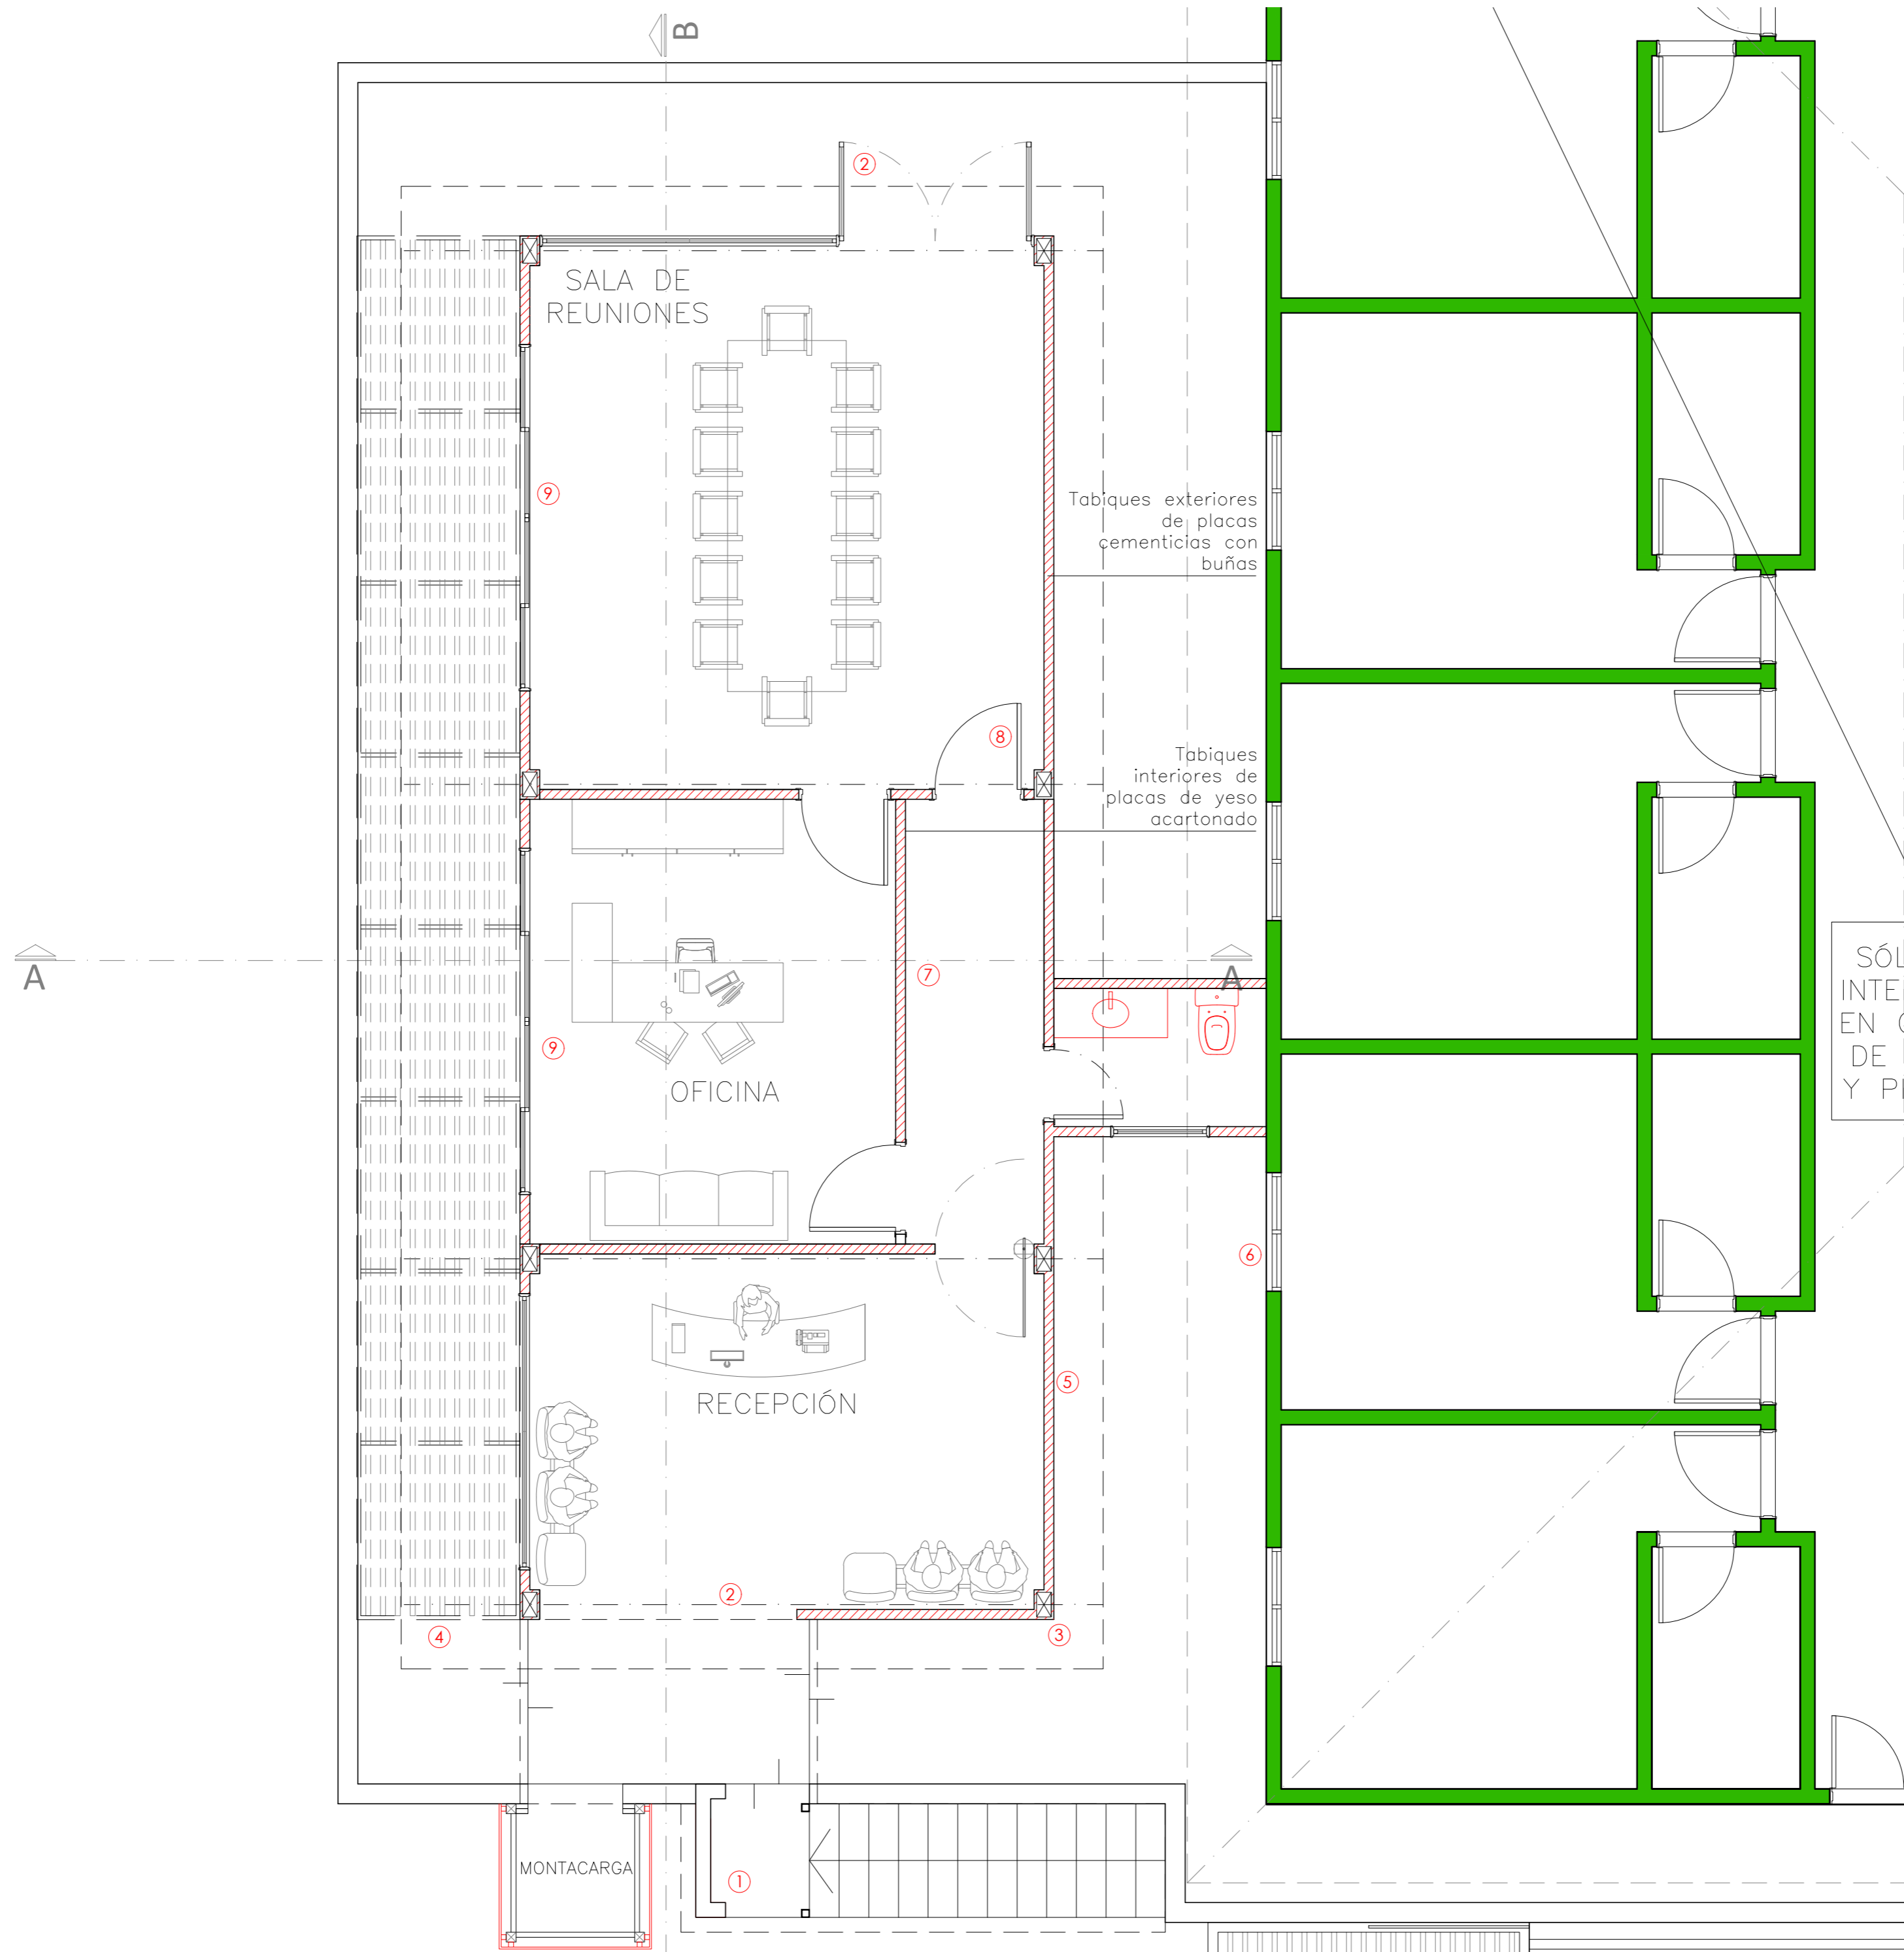 B
2
SALA DE
REUNIONES
9
Tabiques exteriores
de placas
cementicias con
buñas
8
Tabiques
interiores de
placas de yeso
acartonado
A
7
A
SÓL
INTE
EN
DE
Y
9
OFICINA
6
5
RECEPCIÓN
2
4
3
MONTACARGA
1